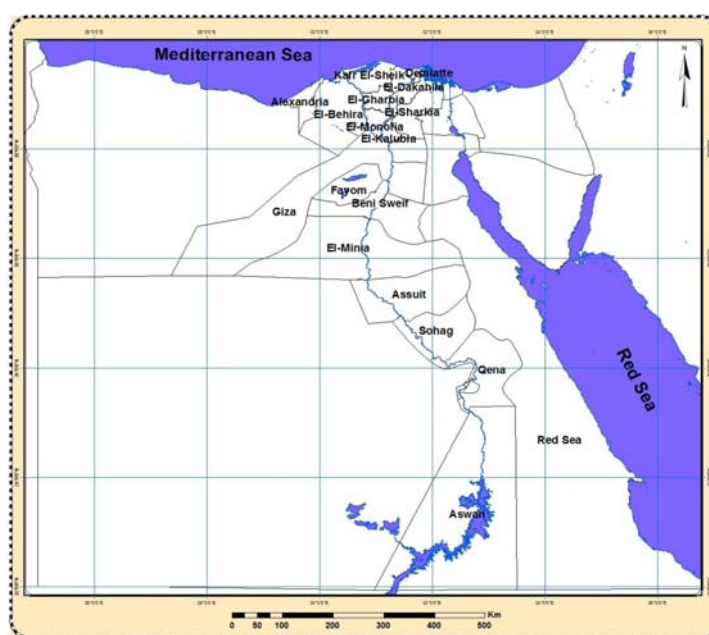 N
Mediterranean Sea
Kafr El-Sheik
Demiatte
El-Dakahlia
Alexandria
El-Gharbia
El-Behira
El-Sharkia
El-Monofia
El-Kalubia
Fayom
Giza
Beni Sweif
El-Minia
Assuit
Sohag
Qena
Red Sea
Red Sea
Aswan
Km
0 50 100 200 300 400 500